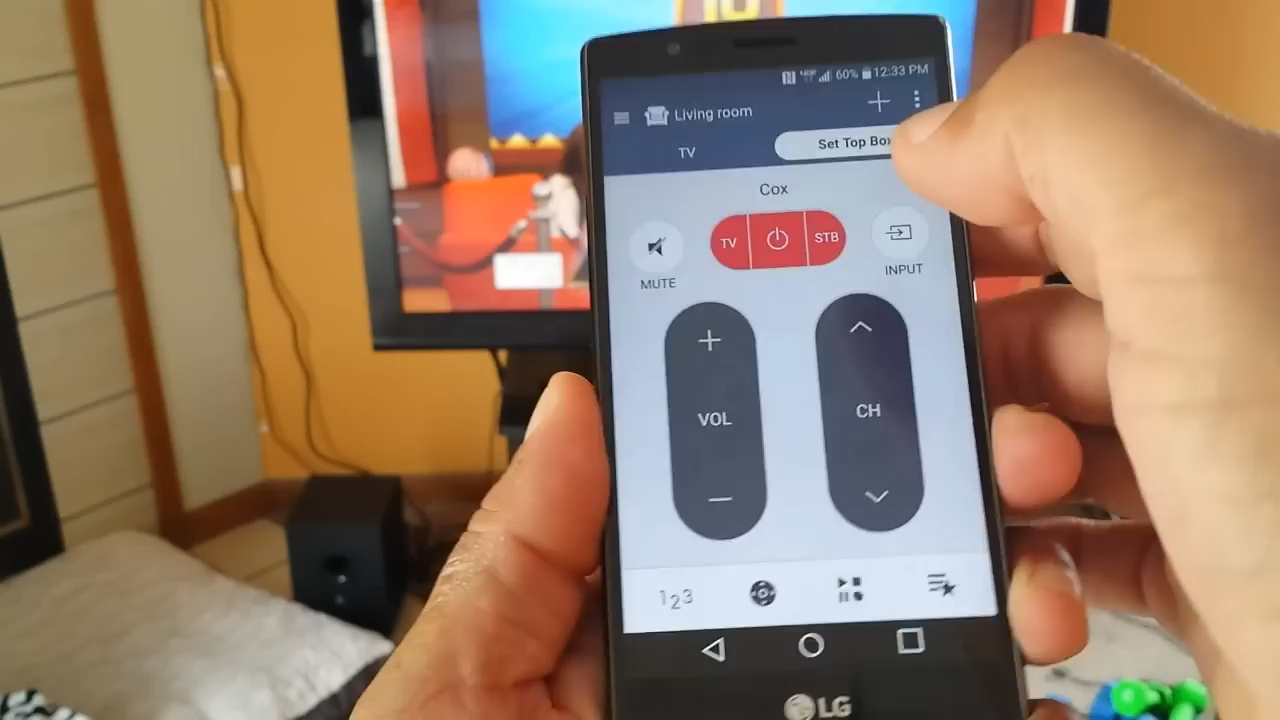 10
60% 12:33 PM
Living room
TV
Set Top Box
Cox
TV
STB
MUTE
INPUT
+
VOL
CH
−
123
LG